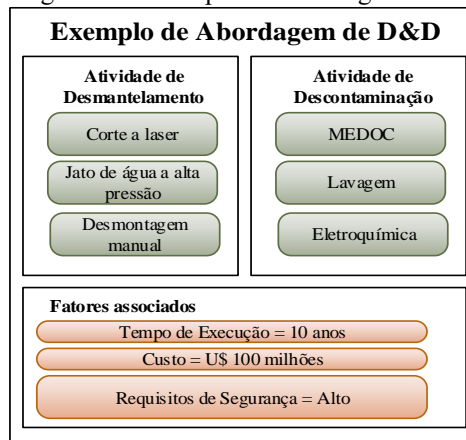 Exemplo de Abordagem de D&D
Atividade de
Desmantelamento
Corte a laser
Jato de água a alta
pressão
Desmontagem
manual
Atividade de
Descontaminação
MEDOC
Lavagem
Eletroquímica
Fatores associados
Tempo de Execução = 10 anos
Custo = U$ 100 milhões
Requisitos de Segurança = Alto